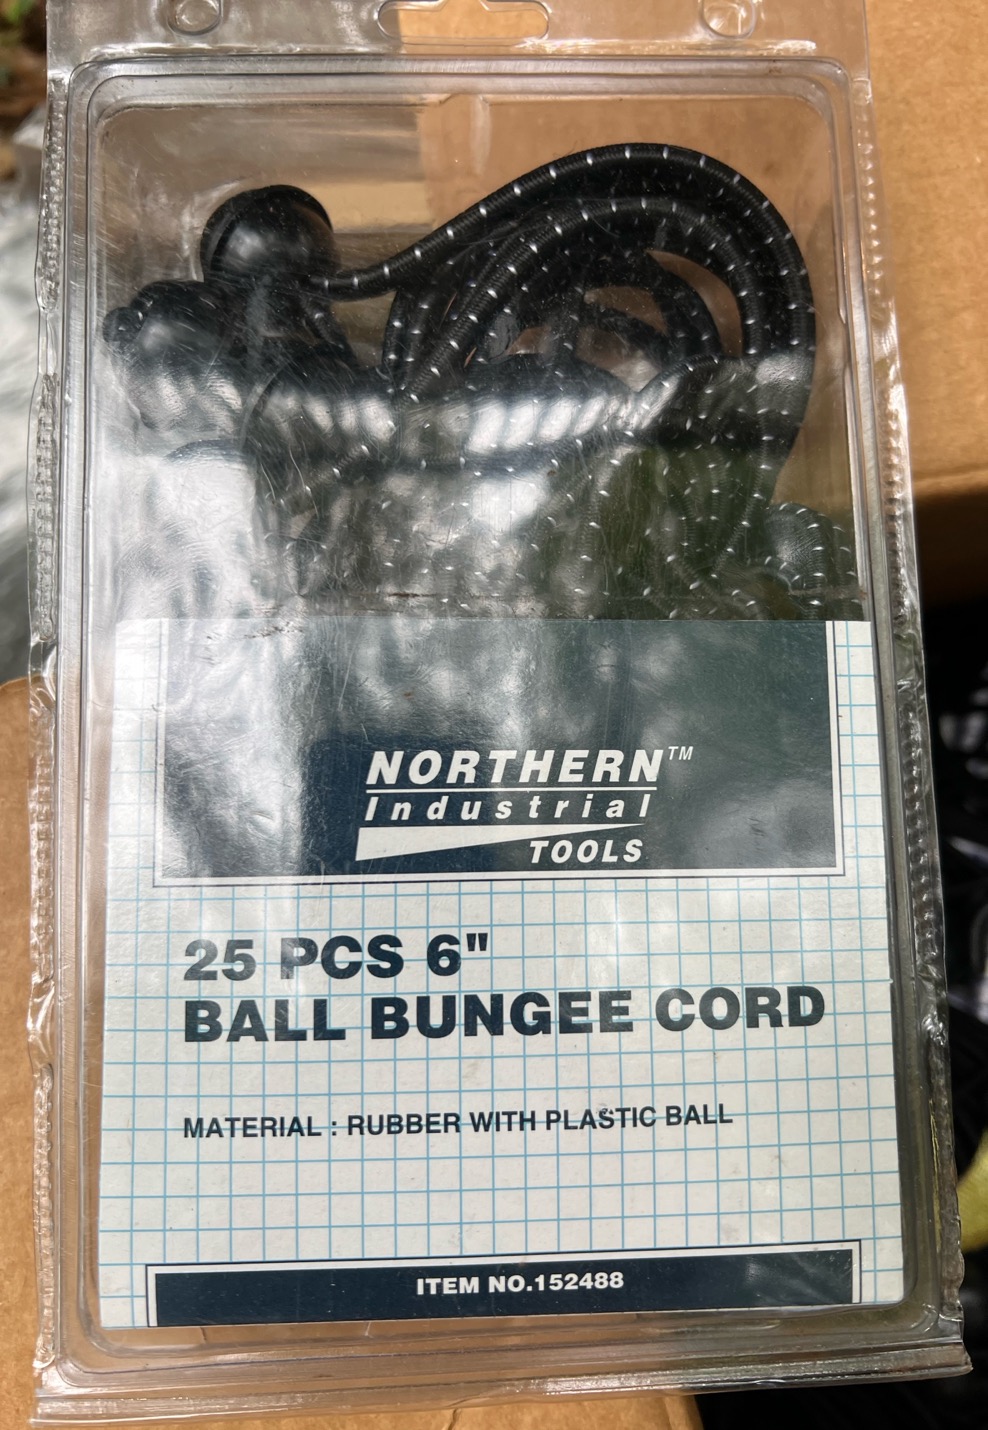 NORTHERN™
Industrial
TOOLS
25 PCS 6"
BALL BUNGEE CORD
MATERIAL : RUBBER WITH PLASTIC BALL
ITEM NO.152488